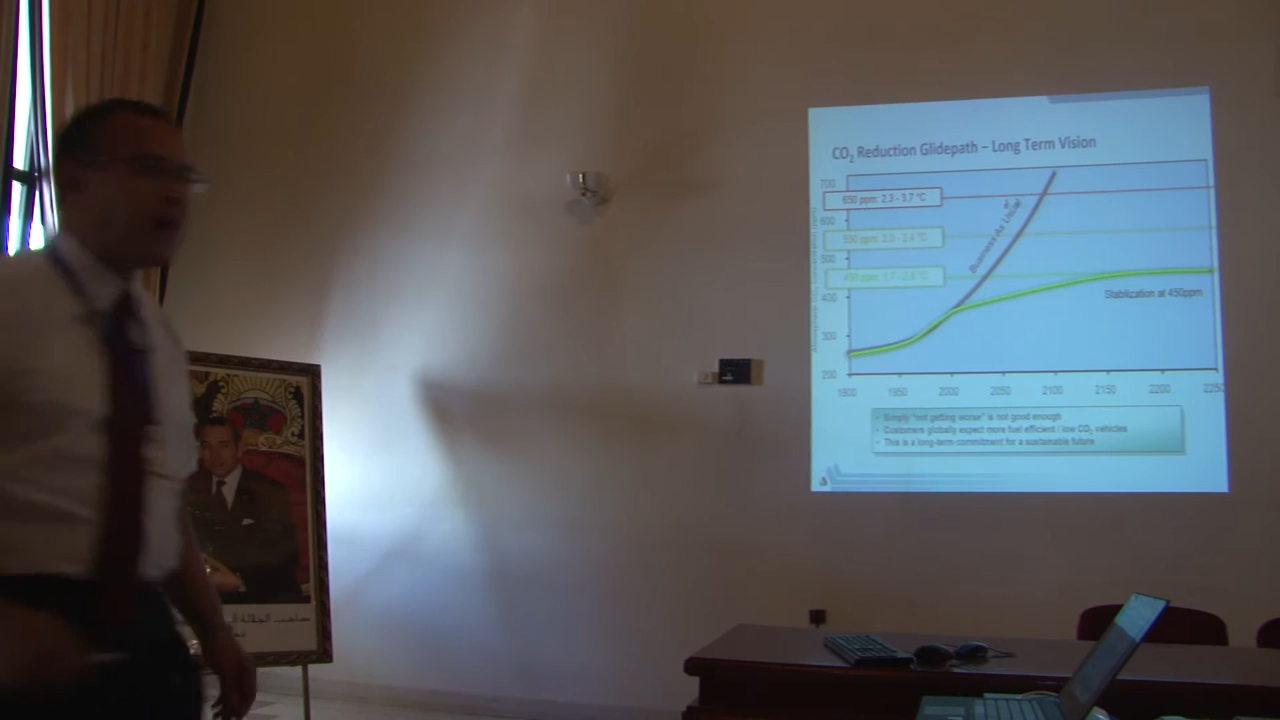 CO₂ Reduction Glidepath – Long Term Vision
700
650 ppm: 2.3 - 3.7 °C
600
550 ppm: 2.0 - 3.4 °C
500
450 ppm: 1.7 - 2.8 °C
400
300
200
Business As Usual
Stabilization at 450ppm
1900 1950 2000 2050 2100 2150 2200 2250
• Simply "not getting worse" is not good enough
• Customers globally expect more fuel efficient / low CO₂ vehicles
• This is a long-term commitment for a sustainable future
صاحب الجلالة